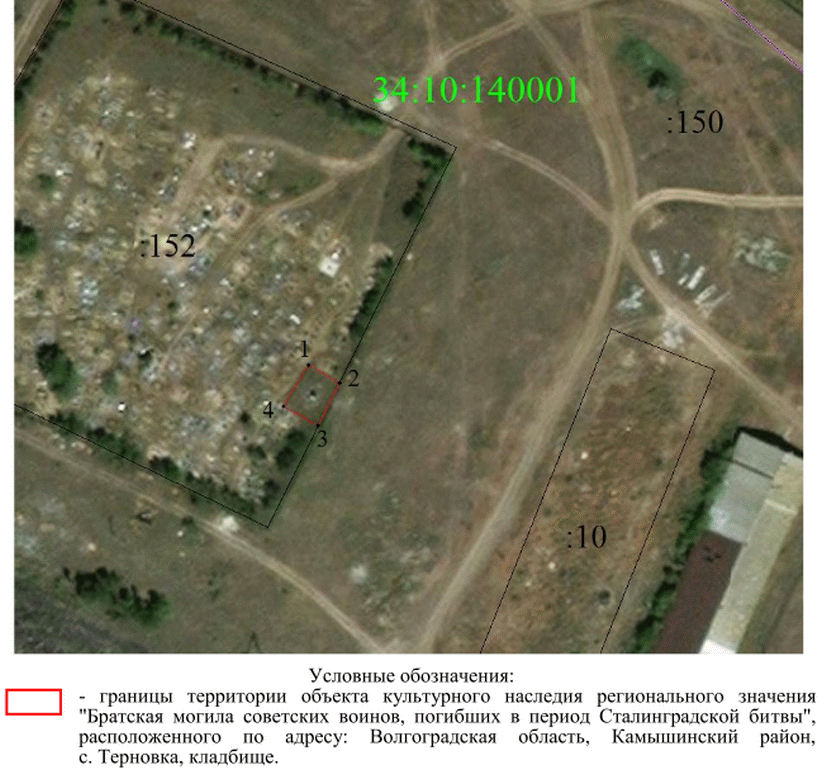 34:10:140001
:150
:152
1
2
4
3
:10
Условные обозначения:
- границы территории объекта культурного наследия регионального значения
"Братская могила советских воинов, погибших в период Сталинградской битвы",
расположенного по адресу: Волгоградская область, Камышинский район,
с. Терновка, кладбище.